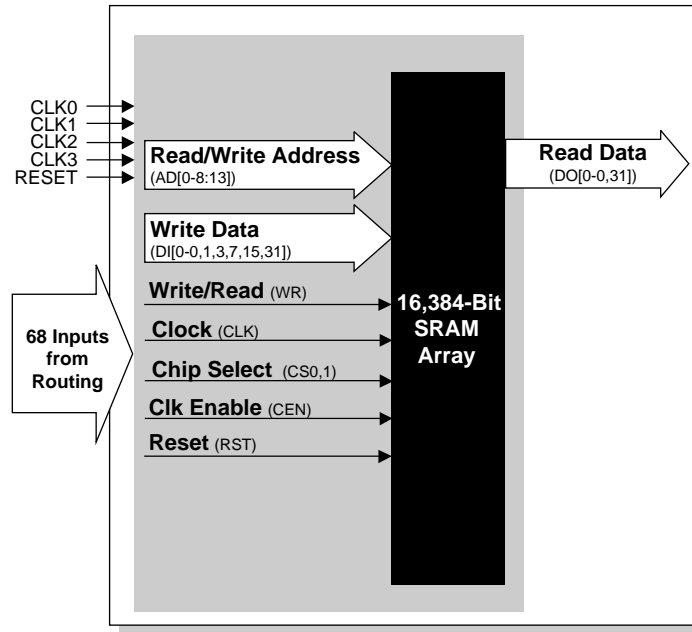 CLK0
CLK1
CLK2
CLK3
RESET
Read/Write Address
(AD[0-8:13])
Read Data
(DO[0-0,31])
Write Data
(DI[0-0,1,3,7,15,31])
Write/Read (WR)
Clock (CLK)
Chip Select (CS0,1)
Clk Enable (CEN)
Reset (RST)
16,384-Bit
SRAM
Array
68 Inputs
from
Routing